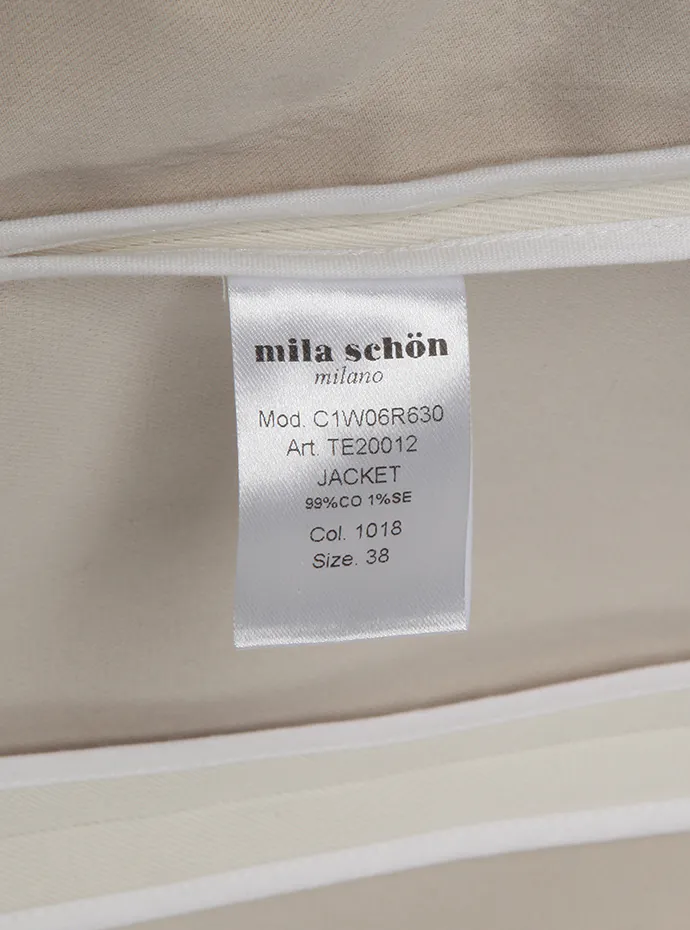 mila schön
milano
Mod. C1W06R630
Art. TE20012
JACKET
99%CO 1%SE
Col. 1018
Size. 38